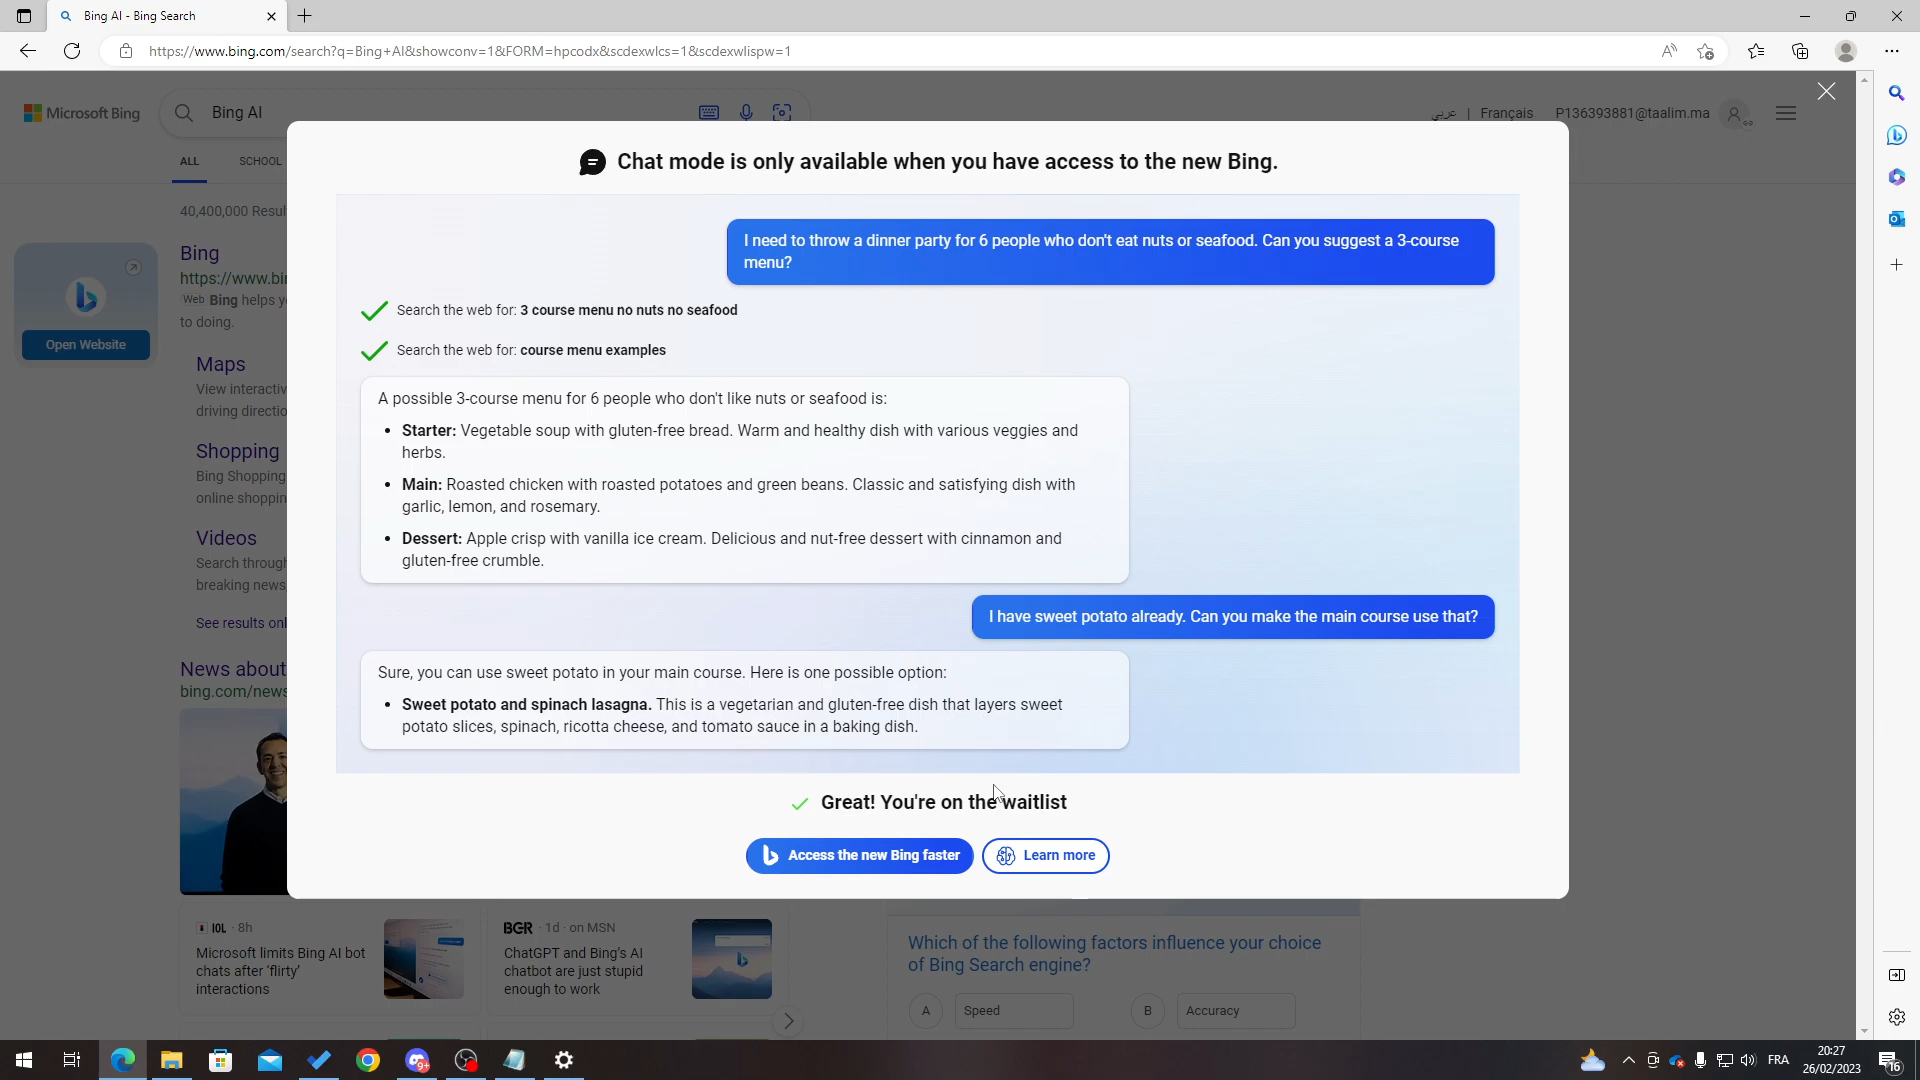 Bing AI - Bing Search
https://www.bing.com/search?q=Bing+AI&showconv=1&FORM=hpcodx&scdexwlcs=1&scdexwlispw=1
Microsoft Bing
Bing AI
عربي | Français P136393881@taalim.ma
ALL SCHOOL
40,400,000 Resul
Bing
https://www.bi
Web Bing helps y
to doing.
Open Website
Maps
View interactiv
driving directio
Shopping
Bing Shopping
online shoppin
Videos
Search through
breaking news,
See results onl
News about
bing.com/news
Chat mode is only available when you have access to the new Bing.
I need to throw a dinner party for 6 people who don't eat nuts or seafood. Can you suggest a 3-course
menu?
Search the web for: 3 course menu no nuts no seafood
Search the web for: course menu examples
A possible 3-course menu for 6 people who don't like nuts or seafood is:
• Starter: Vegetable soup with gluten-free bread. Warm and healthy dish with various veggies and
herbs.
• Main: Roasted chicken with roasted potatoes and green beans. Classic and satisfying dish with
garlic, lemon, and rosemary.
• Dessert: Apple crisp with vanilla ice cream. Delicious and nut-free dessert with cinnamon and
gluten-free crumble.
I have sweet potato already. Can you make the main course use that?
Sure, you can use sweet potato in your main course. Here is one possible option:
• Sweet potato and spinach lasagna. This is a vegetarian and gluten-free dish that layers sweet
potato slices, spinach, ricotta cheese, and tomato sauce in a baking dish.
Great! You're on the waitlist
Access the new Bing faster
Learn more
IOL · 8h
Microsoft limits Bing AI bot
chats after 'flirty'
interactions
BGR · 1d · on MSN
ChatGPT and Bing's AI
chatbot are just stupid
enough to work
Which of the following factors influence your choice
of Bing Search engine?
A Speed
B Accuracy
9+
FRA
20:27
26/02/2023
16